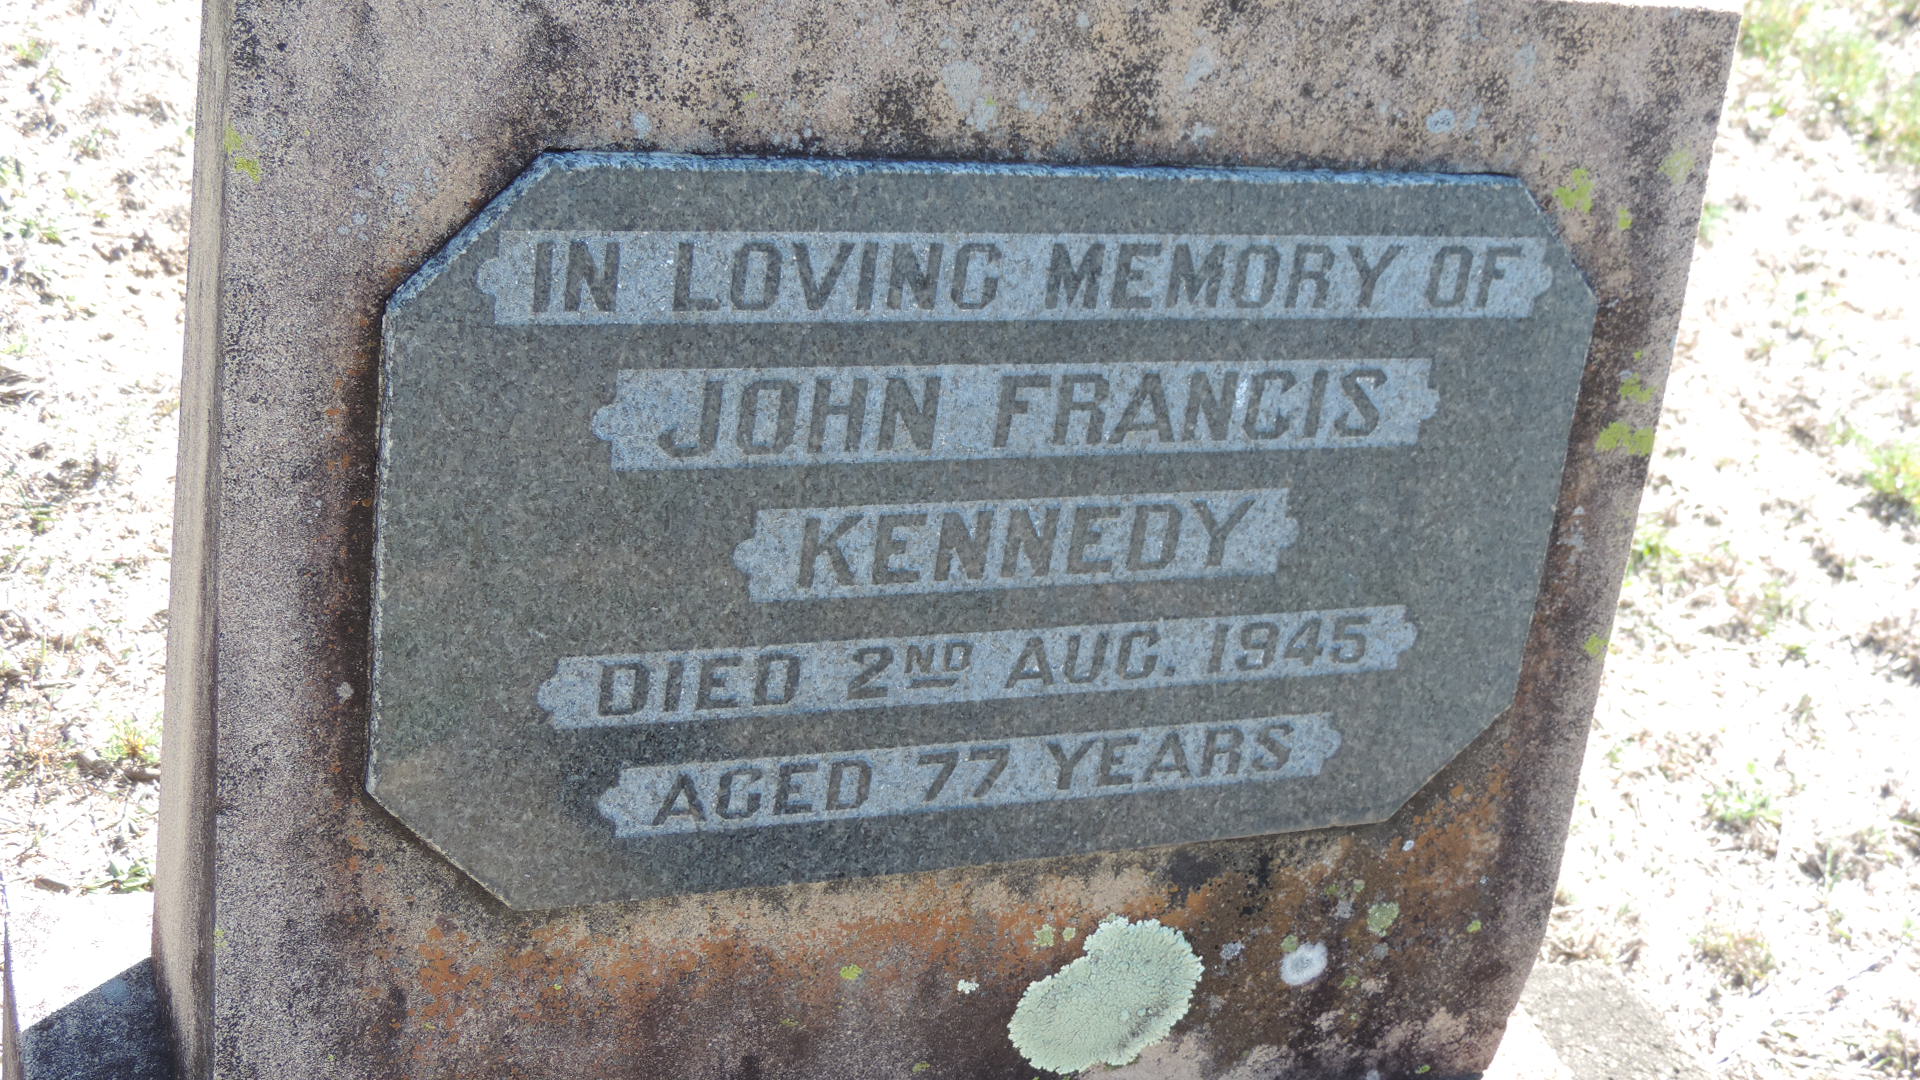 IN LOVING MEMORY OF
JOHN FRANCIS
KENNEDY
DIED 2ND AUG. 1945
AGED 77 YEARS